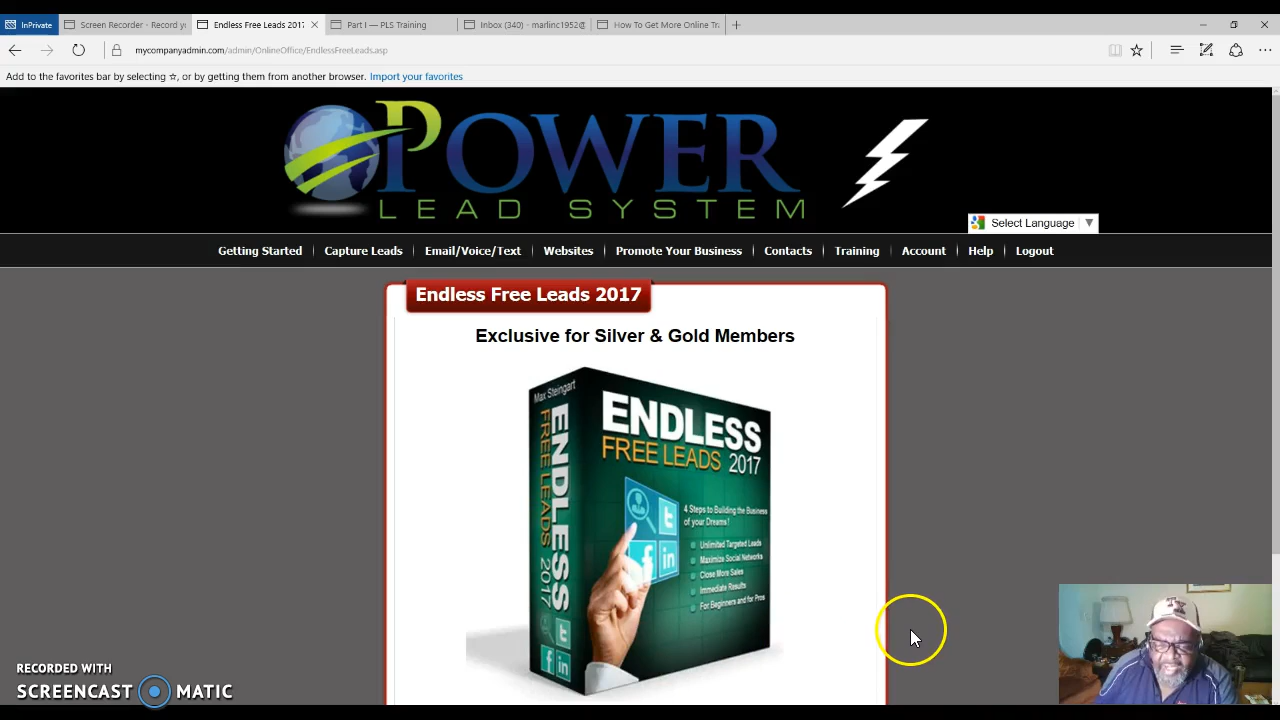 InPrivate
Screen Recorder - Record yo
Endless Free Leads 2017
Part I — PLS Training
Inbox (340) - marlinc1952@
How To Get More Online Tra
mycompanyadmin.com/admin/OnlineOffice/EndlessFreeLeads.asp
Add to the favorites bar by selecting ☆, or by getting them from another browser. Import your favorites
POWER
LEAD SYSTEM
Select Language
Getting Started
Capture Leads
Email/Voice/Text
Websites
Promote Your Business
Contacts
Training
Account
Help
Logout
Endless Free Leads 2017
Exclusive for Silver & Gold Members
Max Steingart
ENDLESS
FREE LEADS 2017
ENDLESS
FREE LEADS 2017
4 Steps to Building the Business
of your Dreams!
Unlimited Targeted Leads
Maximize Social Networks
Close More Sales
Immediate Results
For Beginners and for Pros
RECORDED WITH
SCREENCAST MATIC